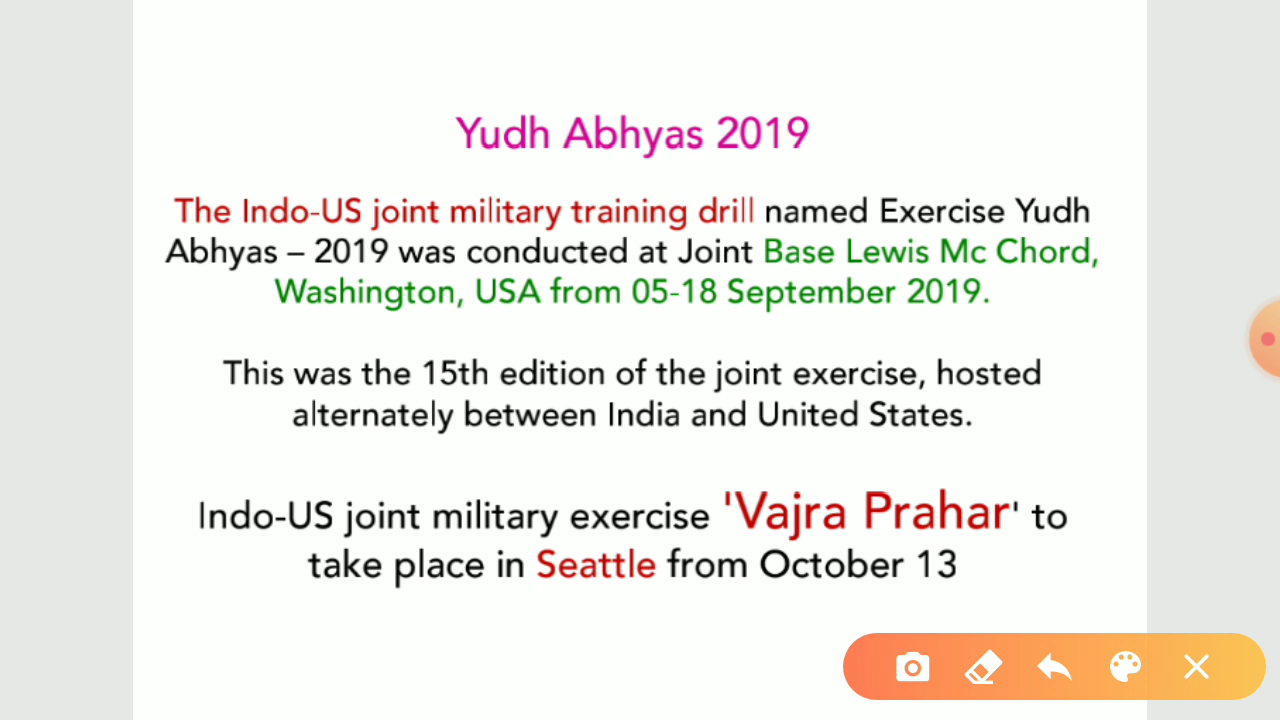 Yudh Abhyas 2019
The Indo-US joint military training drill named Exercise Yudh
Abhyas – 2019 was conducted at Joint Base Lewis Mc Chord,
Washington, USA from 05-18 September 2019.
This was the 15th edition of the joint exercise, hosted
alternately between India and United States.
Indo-US joint military exercise 'Vajra Prahar' to
take place in Seattle from October 13